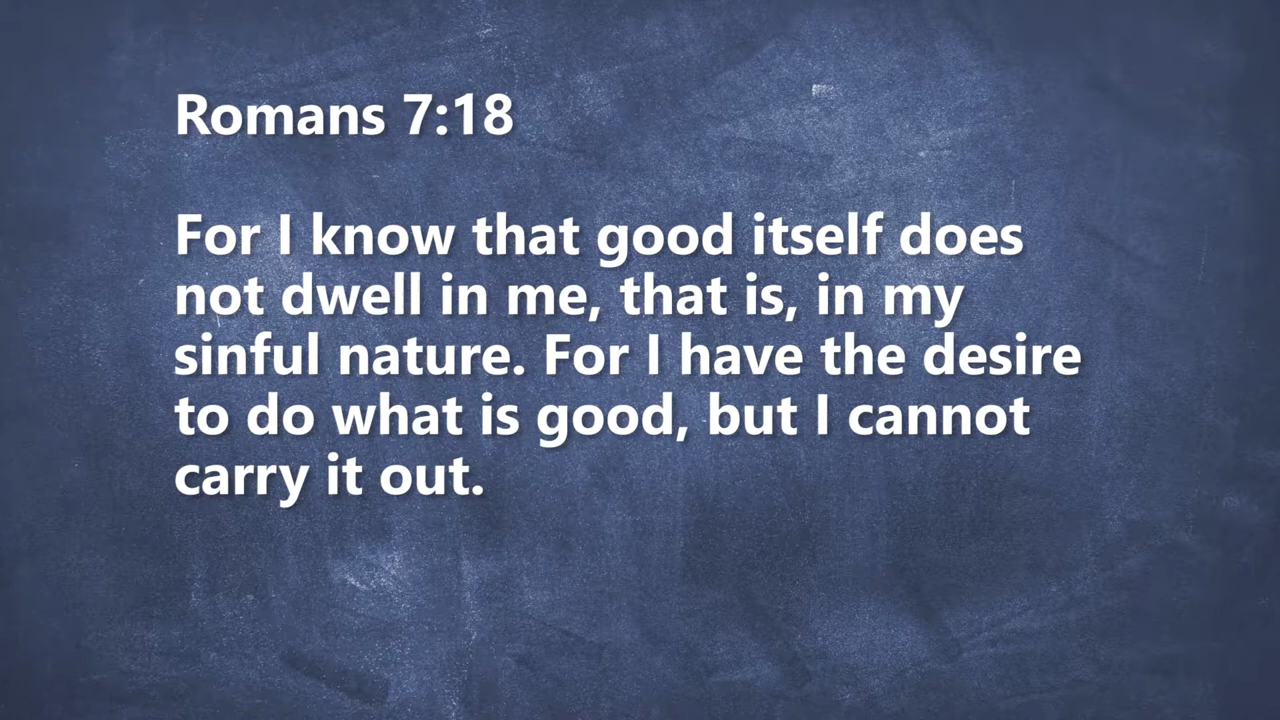 Romans 7:18
For I know that good itself does
not dwell in me, that is, in my
sinful nature. For I have the desire
to do what is good, but I cannot
carry it out.